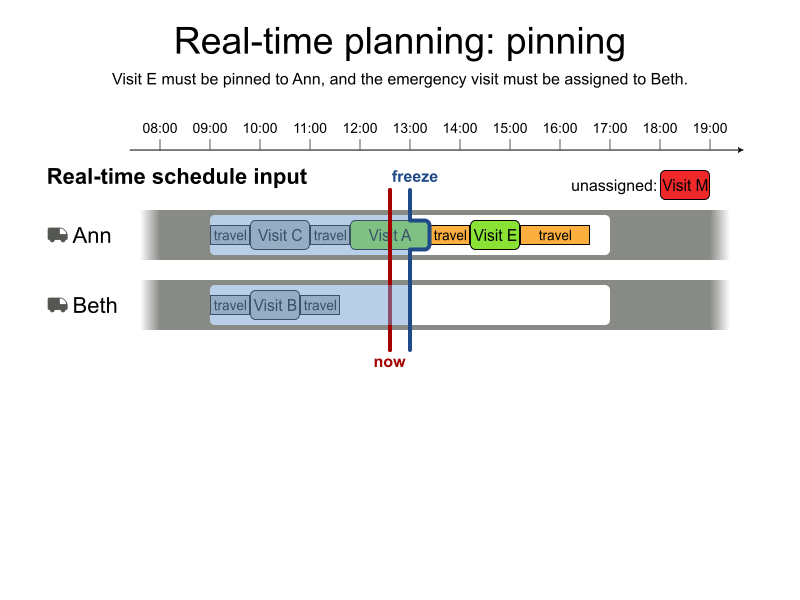 Real-time planning: pinning
Visit E must be pinned to Ann, and the emergency visit must be assigned to Beth.
08:00 09:00 10:00 11:00 12:00 13:00 14:00 15:00 16:00 17:00 18:00 19:00
Real-time schedule input freeze unassigned: Visit M
Ann travel Visit C travel Visit A travel Visit E travel
Beth travel Visit B travel
now